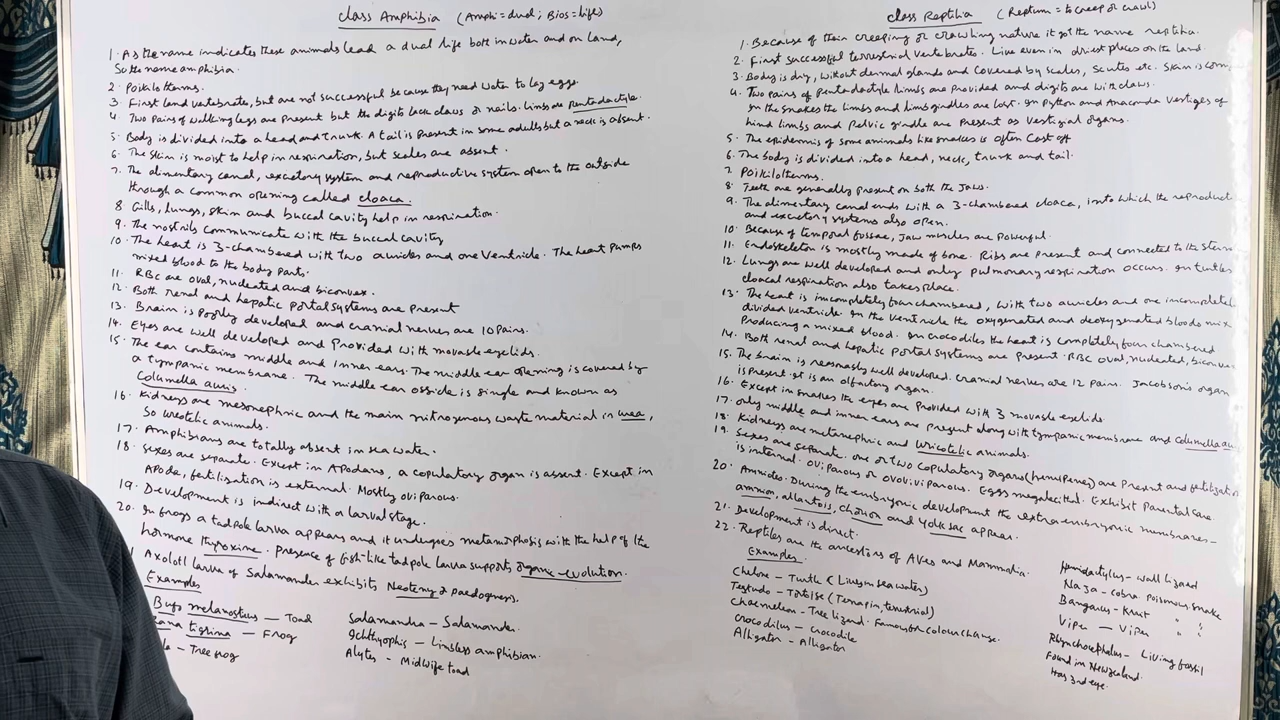 Class Amphibia (Amphi=dual; Bios=life)
1. As the name indicates these animals lead a dual life both in water and on Land,
So the name amphibia.
2. Poikilotherms.
3. First land vertebrates, but are not successful because they need water to lay eggs.
4. Two pairs of walking legs are present but the digits lack claws or nails. Limbs are pentadactyle.
5. Body is divided into a head and trunk. A tail is present in some adults but a neck is absent.
6. The skin is moist to help in respiration, but scales are absent.
7. The alimentary canal, excretory system and reproductive system open to the outside
through a common opening called cloaca.
8. Gills, lungs, skin and buccal cavity help in respiration.
9. The nostrils communicate with the buccal cavity
10. The heart is 3-chambered with two auricles and one ventricle. The heart pumps
mixed blood to the body parts.
11. RBC are oval, nucleated and biconvex.
12. Both renal and hepatic portal systems are present
13. Brain is poorly developed and cranial nerves are 10 pairs.
14. Eyes are well developed and provided with movable eyelids.
15. The ear contains middle and inner ears. The middle ear opening is covered by
a tympanic membrane. The middle ear ossicle is single and known as
Columella auris.
16. Kidneys are mesonephric and the main nitrogenous waste material is urea,
So ureotelic animals.
17. Amphibians are totally absent in sea water.
18. Sexes are separate. Except in Apodans, a copulatory organ is absent. Except in
Apoda, fertilisation is external. Mostly oviparous.
19. Development is indirect with a larval stage.
20. In frogs a tadpole larva appears and it undergoes metamorphosis with the help of the
hormone thyroxine. Presence of fish-like tadpole larva supports organic-evolution.
Axolotl larva of Salamander exhibits Neotemy & paedogenesis.
Examples
Bufo melanostictus — Toad
tigrina — Frog
— Tree frog
Salamandra — Salamander.
Ichthyophis — Limbless amphibian.
Alytes — Midwife toad
Class Reptilia (Reptum = to creep or crawl)
1. Because of their creeping or crawling nature it got the name reptilia.
2. First successful terrestrial vertebrates. Live even in driest places on the land.
3. Body is dry, without dermal glands and covered by scales, scutes etc. Skin is
4. Two pairs of pentadactyle limbs are provided and digits are with claws.
In the snakes the limbs and limb girdles are lost. In Python and Anaconda vestiges of
hind limbs and pelvic girdle are present as vestigial organs.
5. The epidermis of some animals like snakes is often cast off
6. The body is divided into a head, neck, trunk and tail.
7. Poikilotherms.
8. Teeth are generally present on both the jaws.
9. The alimentary canal ends with a 3-chambered cloaca, into which the
and excretory systems also open.
10. Because of temporal fossae, Jaw muscles are powerful.
11. Endoskeleton is mostly made of bone. Ribs are present and connected to the
12. Lungs are well developed and only pulmonary respiration occurs. In turtles
cloacal respiration also takes place.
13. The heart is incompletely four chambered, with two auricles and one
divided ventricle. In the ventricle the oxygenated and deoxygenated bloods mix
Producing a mixed blood. In crocodiles the heart is completely four chambered
14. Both renal and hepatic portal systems are present. RBC oval, nucleated,
15. The brain is reasonably well developed. Cranial nerves are 12 pairs. Jacobson's organ
is present. It is an olfactory organ.
16. Except in snakes the eyes are provided with 3 movable eyelids
17. Only middle and inner ears are present along with tympanic membrane and columella
18. Kidneys are metanephric and Uricotelic animals.
19. Sexes are separate. One or two copulatory organs (hemipenes) are present and
is internal. Oviparous or ovoviviparous. Eggs megalecithal. Exhibit parental care
20. Amniotes. During the embryonic development the extra-embryonic membranes—
amnion, allantois, chorion and yolk sac appear.
21. Development is direct.
22. Reptiles are the ancestors of Aves and Mammalia.
Examples
Chelone — Turtle (Lives in sea water)
Testudo — Tortoise (Terrapin, terrestrial)
Chamaeleon — Tree lizard. Famous for colour change.
Crocodilus — Crocodile
Alligator — Alligator
Hemidactylus — wall lizard
Naja — Cobra. Poisonous snake
Bangarus — Krait " "
Viper — Viper " "
Rhynchocephalus — Living fossil
Found in Newzealand.
Has 3rd eye.